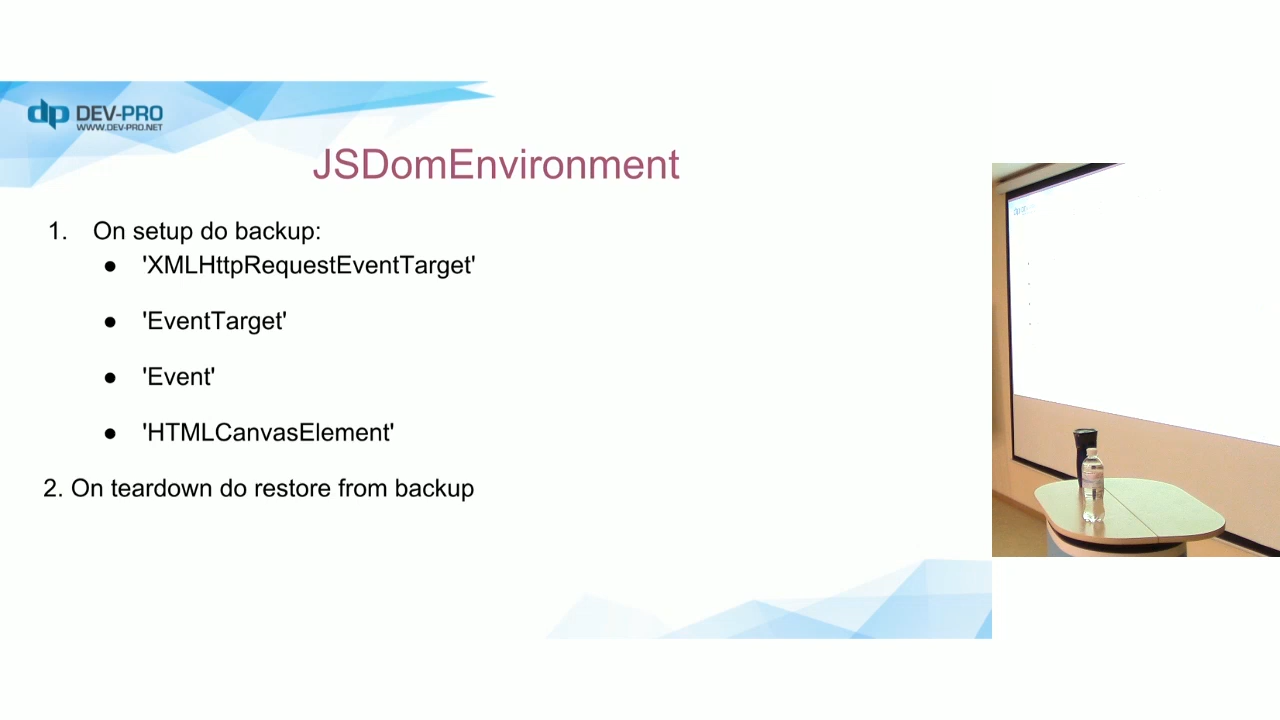 dp DEV-PRO
WWW.DEV-PRO.NET
JSDomEnvironment
1. On setup do backup:
● 'XMLHttpRequestEventTarget'
● 'EventTarget'
● 'Event'
● 'HTMLCanvasElement'
2. On teardown do restore from backup